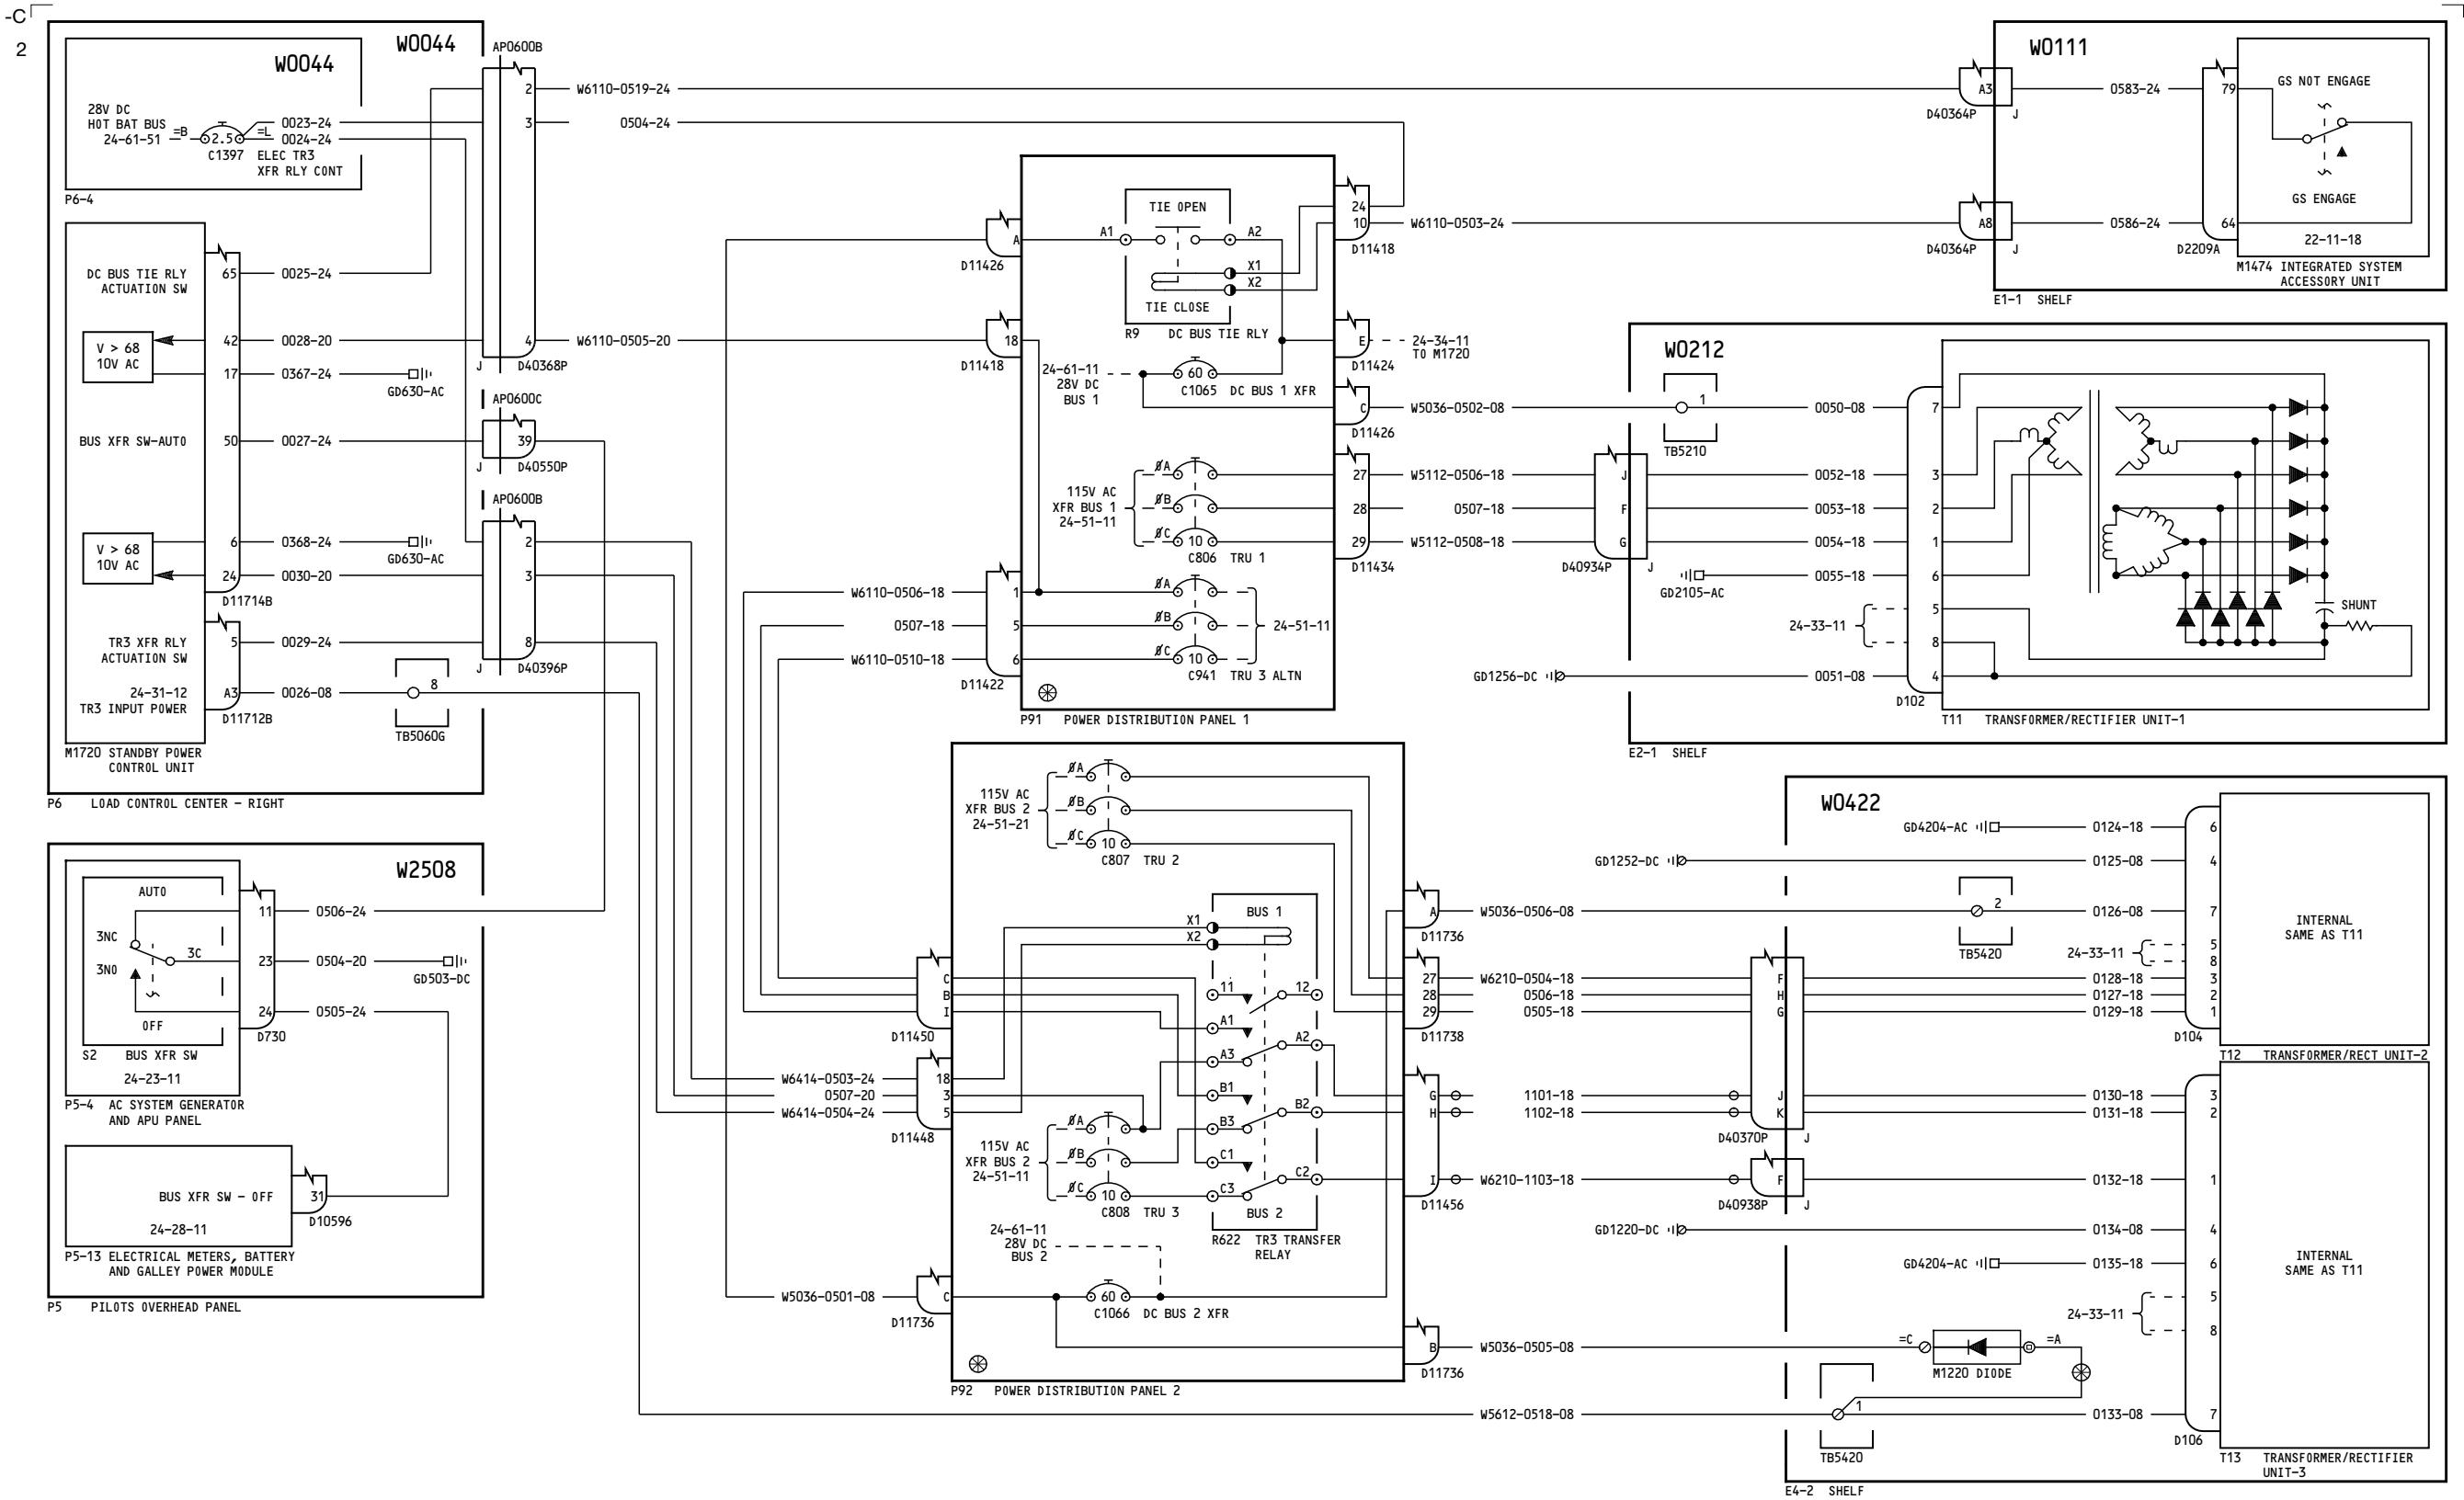 -C
2
W0044
W0044
28V DC
HOT BAT BUS
24-61-51
=B
2.5
=L
C1397
ELEC TR3
XFR RLY CONT
0023-24
0024-24
P6-4
DC BUS TIE RLY
ACTUATION SW
65
0025-24
V > 68
10V AC
42
0028-20
17
0367-24
GD630-AC
BUS XFR SW-AUTO
50
0027-24
V > 68
10V AC
6
0368-24
GD630-AC
24
0030-20
D11714B
TR3 XFR RLY
ACTUATION SW
5
0029-24
24-31-12
TR3 INPUT POWER
A3
0026-08
D11712B
8
TB5060G
M1720 STANDBY POWER
CONTROL UNIT
P6 LOAD CONTROL CENTER - RIGHT
AP0600B
2
3
4
J
D40368P
AP0600C
39
J
D40550P
AP0600B
2
3
8
J
D40396P
W6110-0519-24
0504-24
W6110-0505-20
W2508
AUTO
3NC
3C
3NO
OFF
S2 BUS XFR SW
24-23-11
11
0506-24
23
0504-20
GD503-DC
24
0505-24
D730
P5-4 AC SYSTEM GENERATOR
AND APU PANEL
BUS XFR SW - OFF
31
24-28-11
D10596
P5-13 ELECTRICAL METERS, BATTERY
AND GALLEY POWER MODULE
P5 PILOTS OVERHEAD PANEL
A
D11426
18
D11418
TIE OPEN
A1
A2
X1
X2
TIE CLOSE
R9 DC BUS TIE RLY
24
10
D11418
W6110-0503-24
E
24-34-11
TO M1720
D11424
24-61-11
28V DC
BUS 1
60
C1065 DC BUS 1 XFR
C
D11426
W5036-0502-08
115V AC
XFR BUS 1
24-51-11
ØA
ØB
ØC
10
C806 TRU 1
27
28
29
D11434
W5112-0506-18
0507-18
W5112-0508-18
W6110-0506-18
0507-18
W6110-0510-18
1
5
6
D11422
ØA
ØB
ØC
10
24-51-11
C941 TRU 3 ALTN
P91 POWER DISTRIBUTION PANEL 1
W0111
A3
D40364P
J
0583-24
79
GS NOT ENGAGE
GS ENGAGE
A8
D40364P
J
0586-24
64
D2209A
22-11-18
M1474 INTEGRATED SYSTEM
ACCESSORY UNIT
E1-1 SHELF
W0212
1
TB5210
0050-08
7
J
F
G
D40934P
J
0052-18
3
0053-18
2
0054-18
1
GD2105-AC
0055-18
6
24-33-11
5
8
GD1256-DC
0051-08
4
D102
SHUNT
T11 TRANSFORMER/RECTIFIER UNIT-1
E2-1 SHELF
115V AC
XFR BUS 2
24-51-21
ØA
ØB
ØC
10
C807 TRU 2
BUS 1
X1
X2
11
12
A1
A2
A3
B1
B2
B3
C1
C2
C3
BUS 2
R622 TR3 TRANSFER
RELAY
C
B
I
D11450
W6414-0503-24
0507-20
W6414-0504-24
18
3
5
D11448
115V AC
XFR BUS 2
24-51-11
ØA
ØB
ØC
10
C808 TRU 3
24-61-11
28V DC
BUS 2
W5036-0501-08
C
D11736
60
C1066 DC BUS 2 XFR
P92 POWER DISTRIBUTION PANEL 2
A
D11736
W5036-0506-08
27
28
29
D11738
W6210-0504-18
0506-18
0505-18
G
H
I
D11456
1101-18
1102-18
W6210-1103-18
B
D11736
W5036-0505-08
W5612-0518-08
W0422
GD4204-AC
0124-18
6
GD1252-DC
0125-08
4
2
TB5420
0126-08
7
24-33-11
5
8
F
H
G
0128-18
3
0127-18
2
0129-18
1
D104
INTERNAL
SAME AS T11
T12 TRANSFORMER/RECT UNIT-2
J
K
D40370P
J
0130-18
3
0131-18
2
F
D40938P
J
0132-18
1
GD1220-DC
0134-08
4
GD4204-AC
0135-18
6
24-33-11
5
8
INTERNAL
SAME AS T11
=C
=A
M1220 DIODE
1
TB5420
0133-08
7
D106
T13 TRANSFORMER/RECTIFIER
UNIT-3
E4-2 SHELF